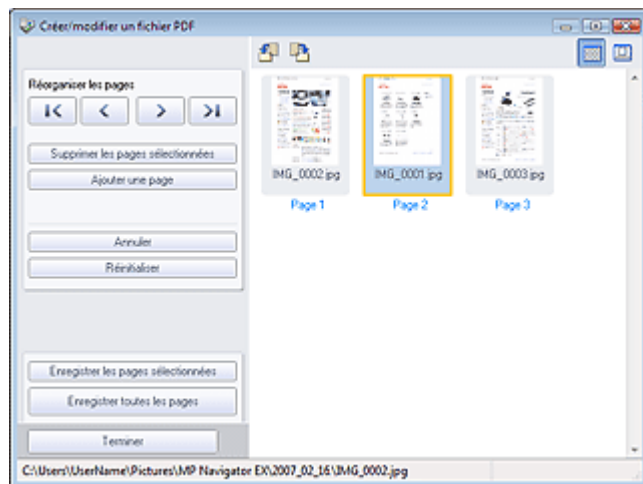 Créer/modifier un fichier PDF
Réorganiser les pages
Supprimer les pages sélectionnées
Ajouter une page
Annuler
Réinitialiser
Enregistrer les pages sélectionnées
Enregistrer toutes les pages
Terminer
IMG_0002.jpg IMG_0001.jpg IMG_0003.jpg
Page 1 Page 2 Page 3
C:\Users\UserName\Pictures\MP Navigator EX\2007_02_16\IMG_0002.jpg